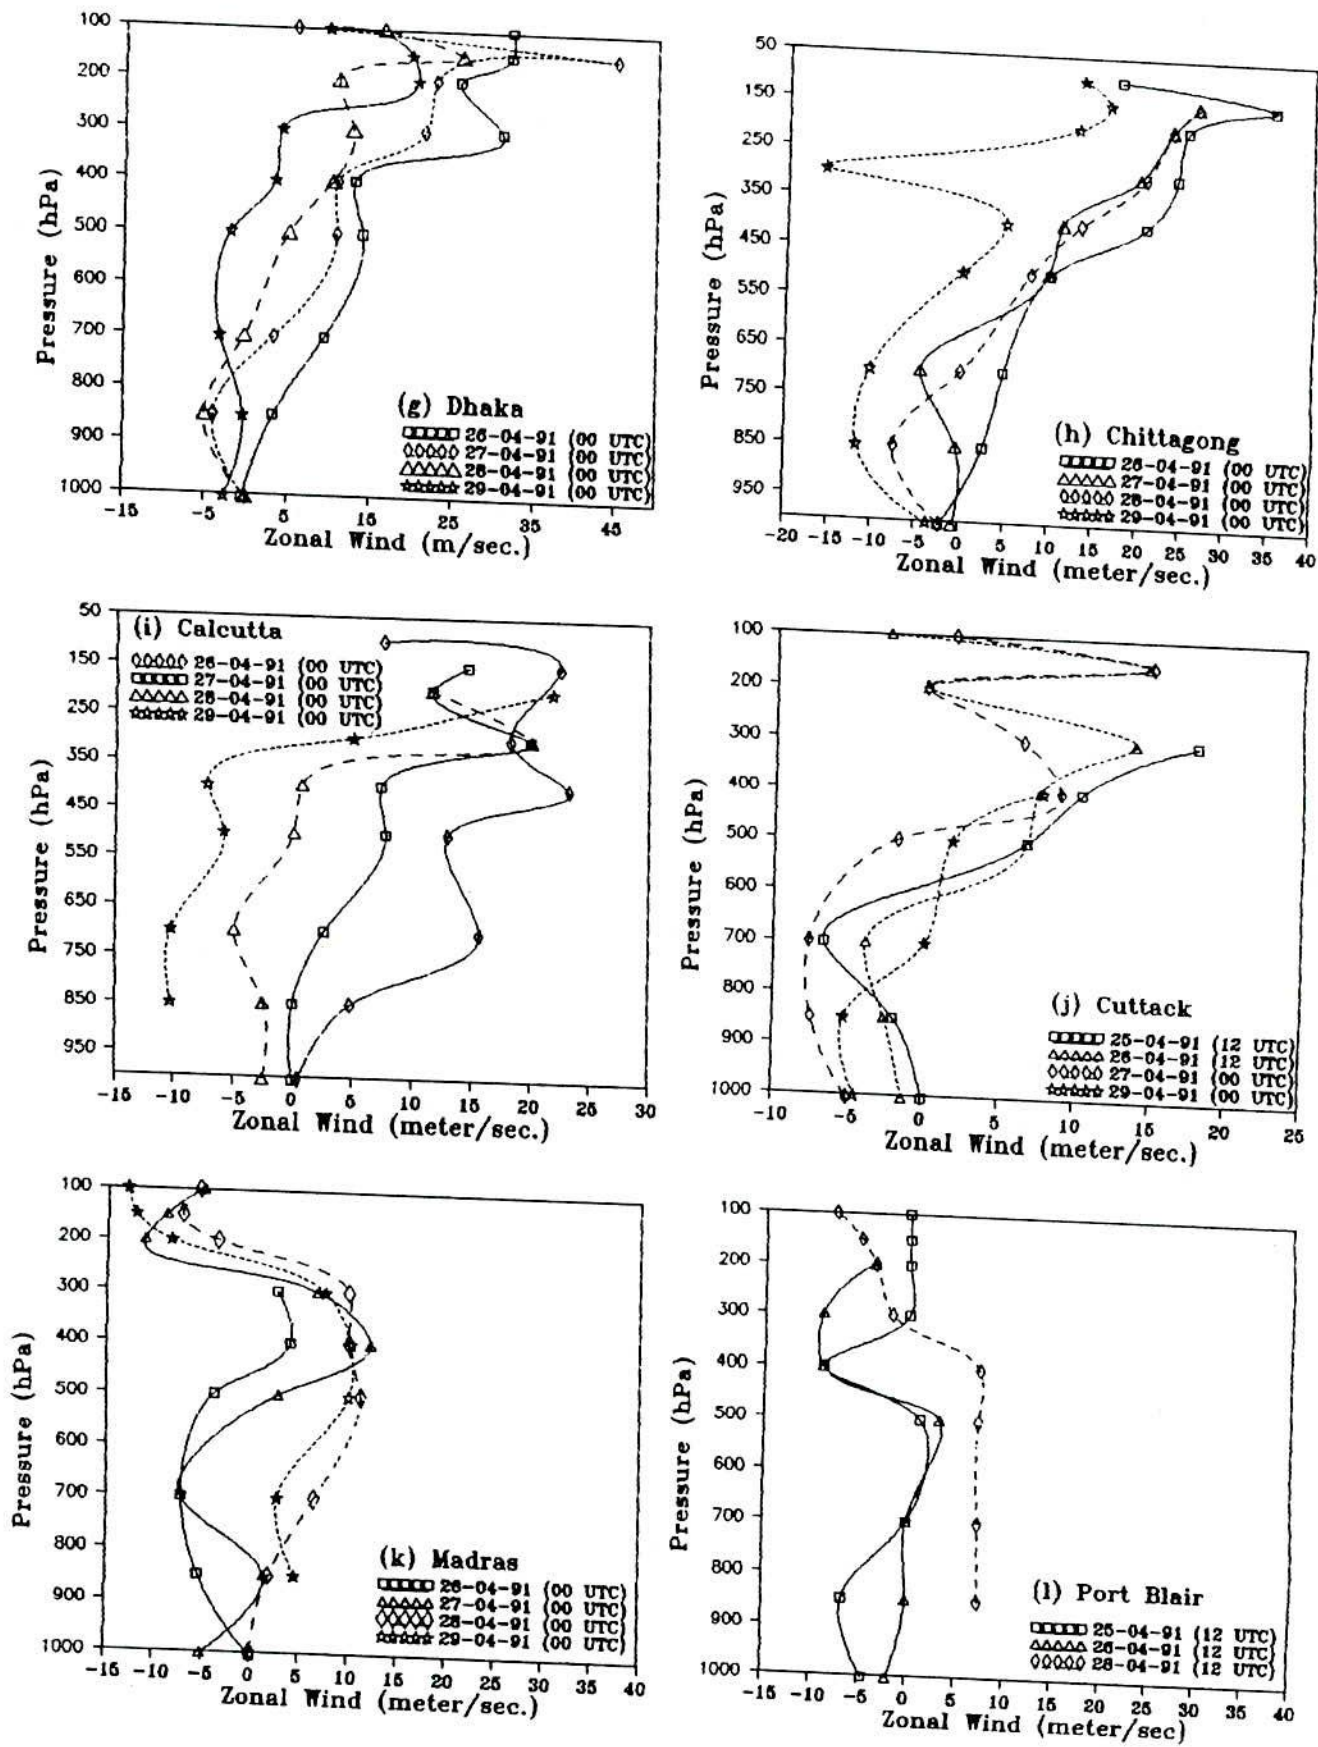 100
200
300
400
500
600
700
800
900
1000
Pressure (hPa)
(g) Dhaka
26-04-91 (00 UTC)
27-04-91 (00 UTC)
28-04-91 (00 UTC)
29-04-91 (00 UTC)
-15 -5 5 15 25 35 45
Zonal Wind (m/sec.)
50
150
250
350
450
550
650
750
850
950
Pressure (hPa)
(h) Chittagong
26-04-91 (00 UTC)
27-04-91 (00 UTC)
28-04-91 (00 UTC)
29-04-91 (00 UTC)
-20 -15 -10 -5 0 5 10 15 20 25 30 35 40
Zonal Wind (meter/sec.)
50
150
250
350
450
550
650
750
850
950
Pressure (hPa)
(i) Calcutta
26-04-91 (00 UTC)
27-04-91 (00 UTC)
28-04-91 (00 UTC)
29-04-91 (00 UTC)
-15 -10 -5 0 5 10 15 20 25 30
Zonal Wind (meter/sec.)
100
200
300
400
500
600
700
800
900
1000
Pressure (hPa)
(j) Cuttack
25-04-91 (12 UTC)
26-04-91 (12 UTC)
27-04-91 (00 UTC)
29-04-91 (00 UTC)
-10 -5 0 5 10 15 20 25
Zonal Wind (meter/sec.)
100
200
300
400
500
600
700
800
900
1000
Pressure (hPa)
(k) Madras
26-04-91 (00 UTC)
27-04-91 (00 UTC)
28-04-91 (00 UTC)
29-04-91 (00 UTC)
-15 -10 -5 0 5 10 15 20 25 30 35 40
Zonal Wind (meter/sec.)
100
200
300
400
500
600
700
800
900
1000
Pressure (hPa)
(l) Port Blair
25-04-91 (12 UTC)
26-04-91 (12 UTC)
28-04-91 (12 UTC)
-15 -10 -5 0 5 10 15 20 25 30 35 40
Zonal Wind (meter/sec)